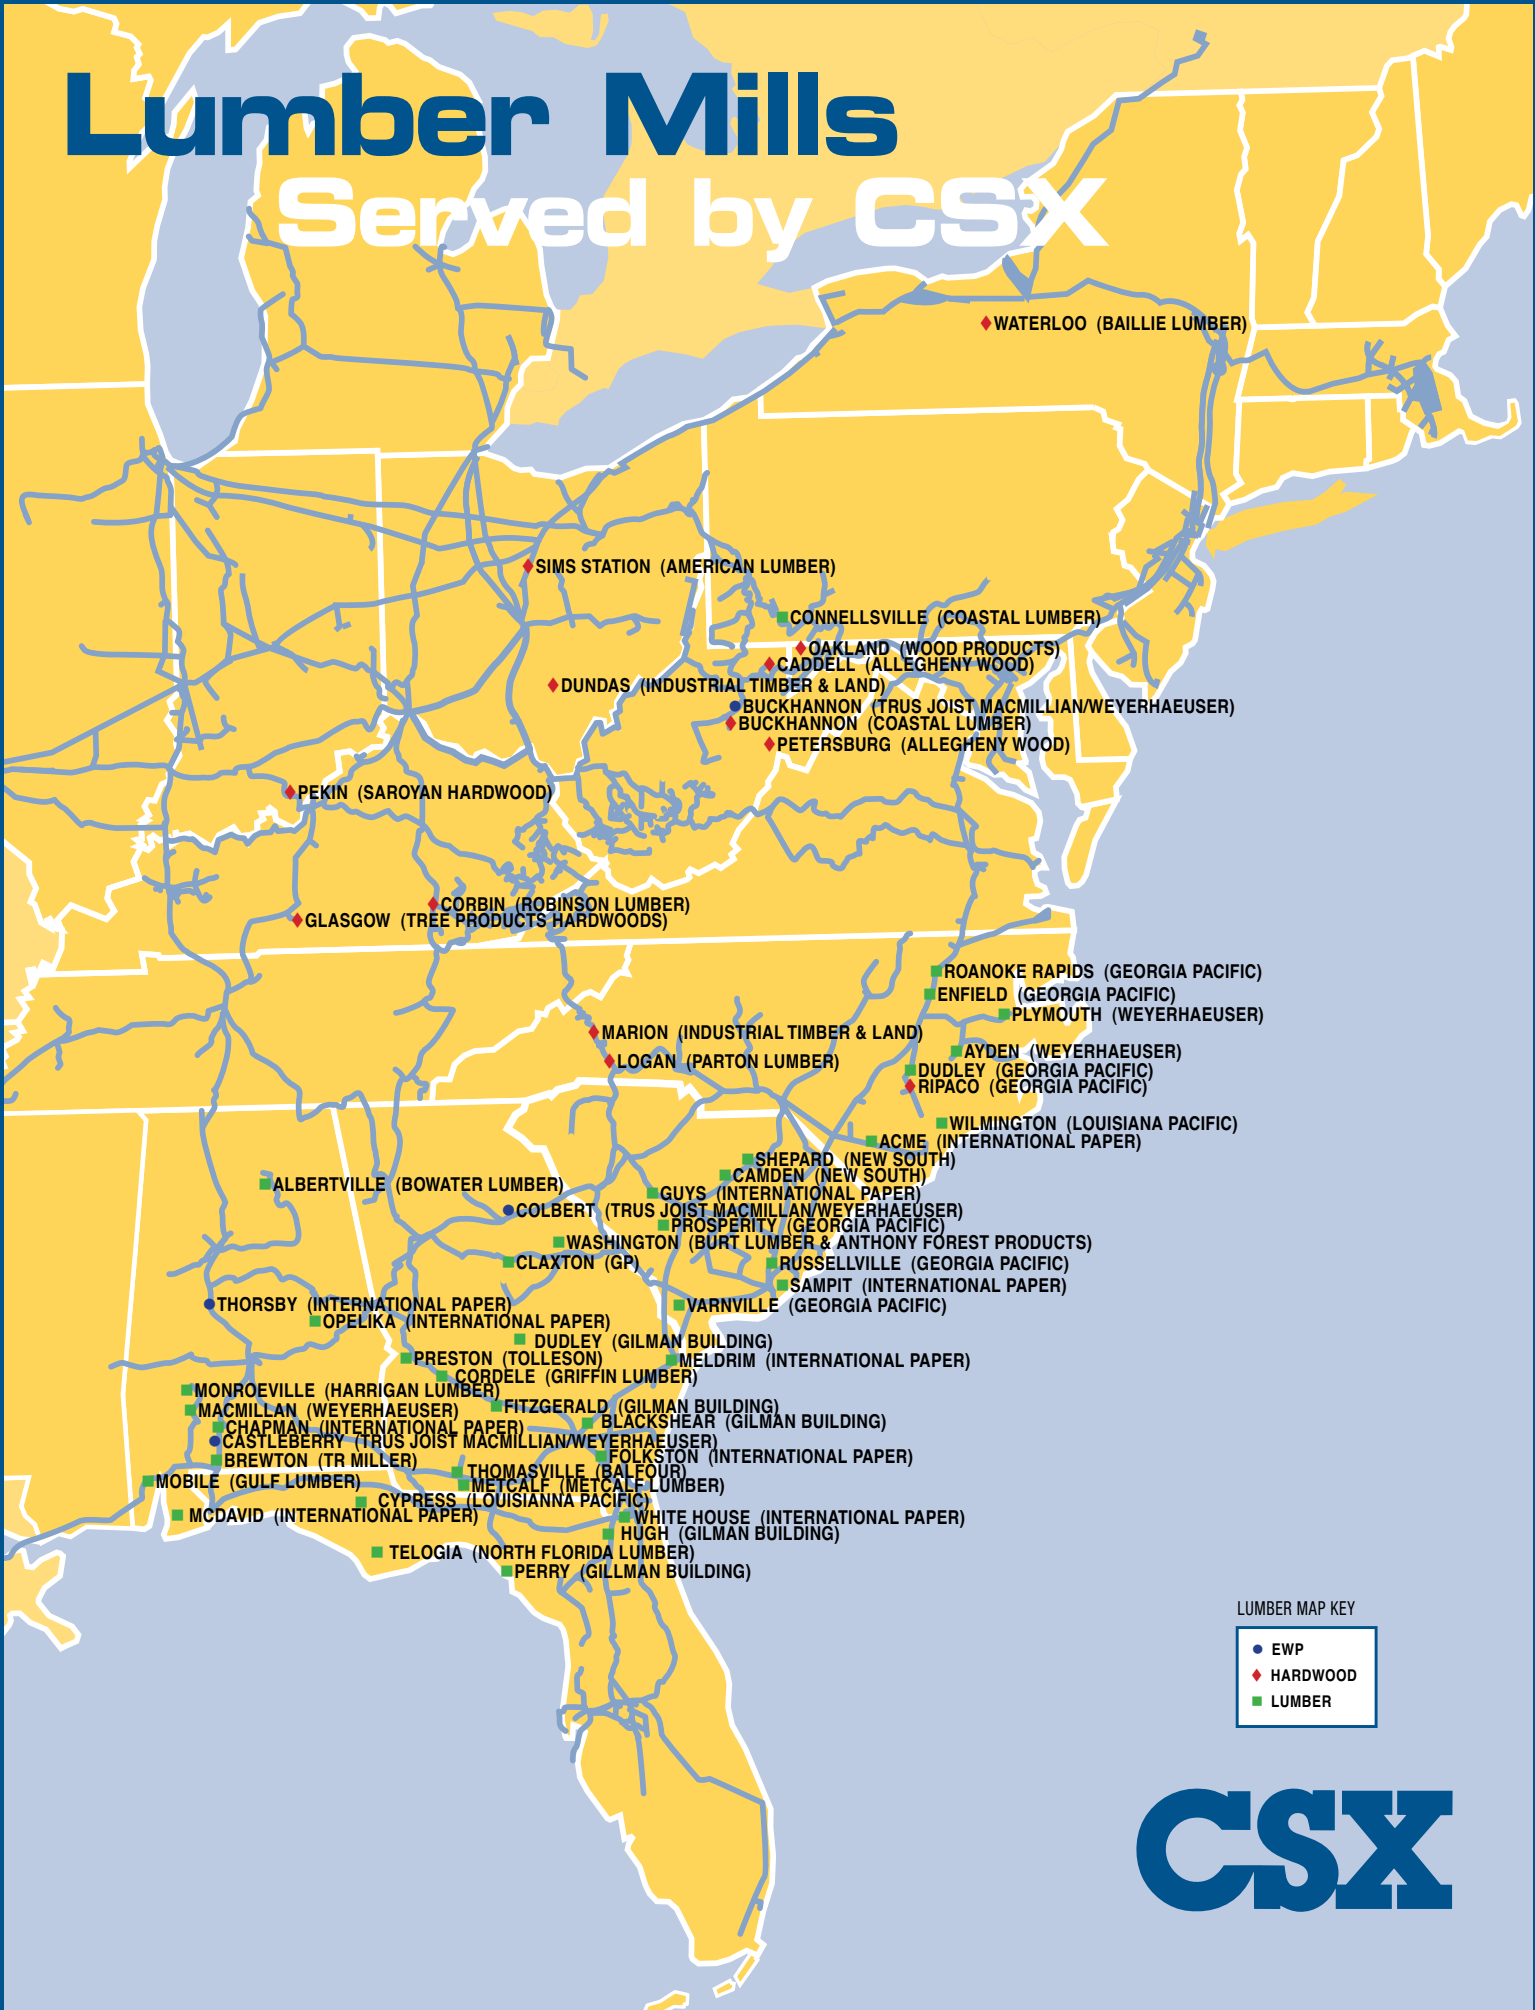 Lumber Mills
Served by CSX
WATERLOO (BAILLIE LUMBER)
SIMS STATION (AMERICAN LUMBER)
CONNELLSVILLE (COASTAL LUMBER)
OAKLAND (WOOD PRODUCTS)
CADDELL (ALLEGHENY WOOD)
DUNDAS (INDUSTRIAL TIMBER & LAND)
BUCKHANNON (TRUS JOIST MACMILLIAN/WEYERHAEUSER)
BUCKHANNON (COASTAL LUMBER)
PETERSBURG (ALLEGHENY WOOD)
PEKIN (SAROYAN HARDWOOD)
CORBIN (ROBINSON LUMBER)
GLASGOW (TREE PRODUCTS HARDWOODS)
ROANOKE RAPIDS (GEORGIA PACIFIC)
ENFIELD (GEORGIA PACIFIC)
PLYMOUTH (WEYERHAEUSER)
MARION (INDUSTRIAL TIMBER & LAND)
AYDEN (WEYERHAEUSER)
LOGAN (PARTON LUMBER)
DUDLEY (GEORGIA PACIFIC)
RIPACO (GEORGIA PACIFIC)
WILMINGTON (LOUISIANA PACIFIC)
ACME (INTERNATIONAL PAPER)
SHEPARD (NEW SOUTH)
CAMDEN (NEW SOUTH)
ALBERTVILLE (BOWATER LUMBER)
GUYS (INTERNATIONAL PAPER)
COLBERT (TRUS JOIST MACMILLAN/WEYERHAEUSER)
PROSPERITY (GEORGIA PACIFIC)
WASHINGTON (BURT LUMBER & ANTHONY FOREST PRODUCTS)
CLAXTON (GP)
RUSSELLVILLE (GEORGIA PACIFIC)
SAMPIT (INTERNATIONAL PAPER)
THORSBY (INTERNATIONAL PAPER)
VARNVILLE (GEORGIA PACIFIC)
OPELIKA (INTERNATIONAL PAPER)
DUDLEY (GILMAN BUILDING)
PRESTON (TOLLESON)
MELDRIM (INTERNATIONAL PAPER)
CORDELE (GRIFFIN LUMBER)
MONROEVILLE (HARRIGAN LUMBER)
FITZGERALD (GILMAN BUILDING)
MACMILLAN (WEYERHAEUSER)
BLACKSHEAR (GILMAN BUILDING)
CHAPMAN (INTERNATIONAL PAPER)
CASTLEBERRY (TRUS JOIST MACMILLIAN/WEYERHAEUSER)
FOLKSTON (INTERNATIONAL PAPER)
BREWTON (TR MILLER)
THOMASVILLE (BALFOUR)
MOBILE (GULF LUMBER)
METCALF (METCALF LUMBER)
CYPRESS (LOUISIANNA PACIFIC)
MCDAVID (INTERNATIONAL PAPER)
WHITE HOUSE (INTERNATIONAL PAPER)
HUGH (GILMAN BUILDING)
TELOGIA (NORTH FLORIDA LUMBER)
PERRY (GILLMAN BUILDING)
LUMBER MAP KEY
EWP
HARDWOOD
LUMBER
CSX